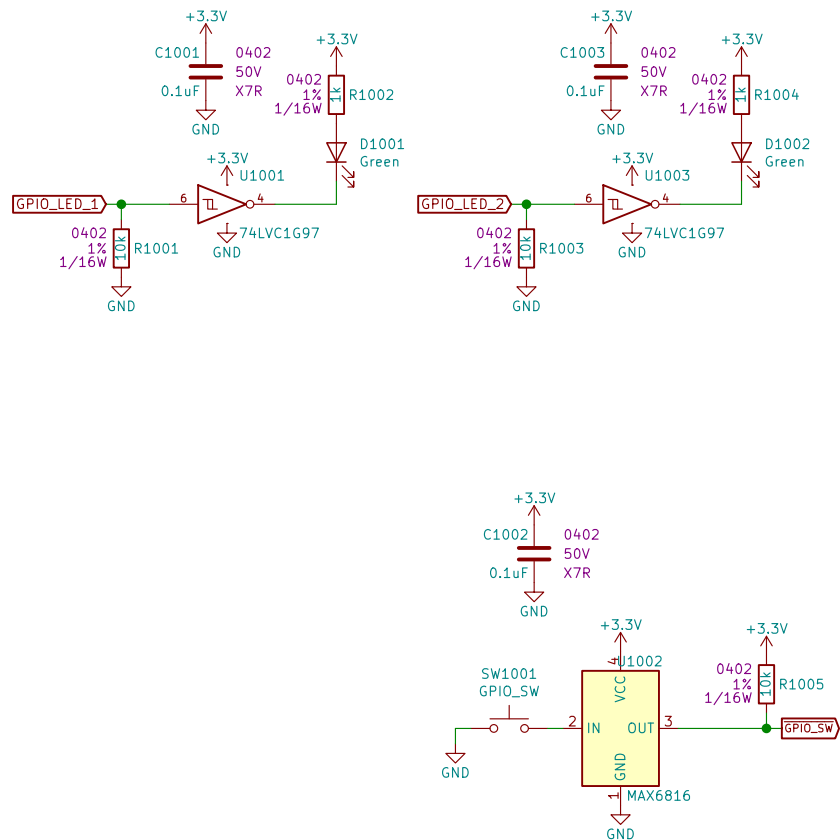 +3.3V
C1001
0402
50V
0.1uF
X7R
GND
+3.3V
0402
1%
1/16W
1k
R1002
D1001
Green
+3.3V
U1001
GPIO_LED_1
6
4
74LVC1G97
GND
0402
1%
1/16W
10k
R1001
GND
+3.3V
C1003
0402
50V
0.1uF
X7R
GND
+3.3V
0402
1%
1/16W
1k
R1004
D1002
Green
+3.3V
U1003
GPIO_LED_2
6
4
74LVC1G97
GND
0402
1%
1/16W
10k
R1003
GND
+3.3V
C1002
0402
50V
0.1uF
X7R
GND
+3.3V
4
U1002
VCC
SW1001
GPIO_SW
GND
2
IN
OUT
3
GND
1
MAX6816
GND
+3.3V
0402
1%
1/16W
10k
R1005
GPIO_SW